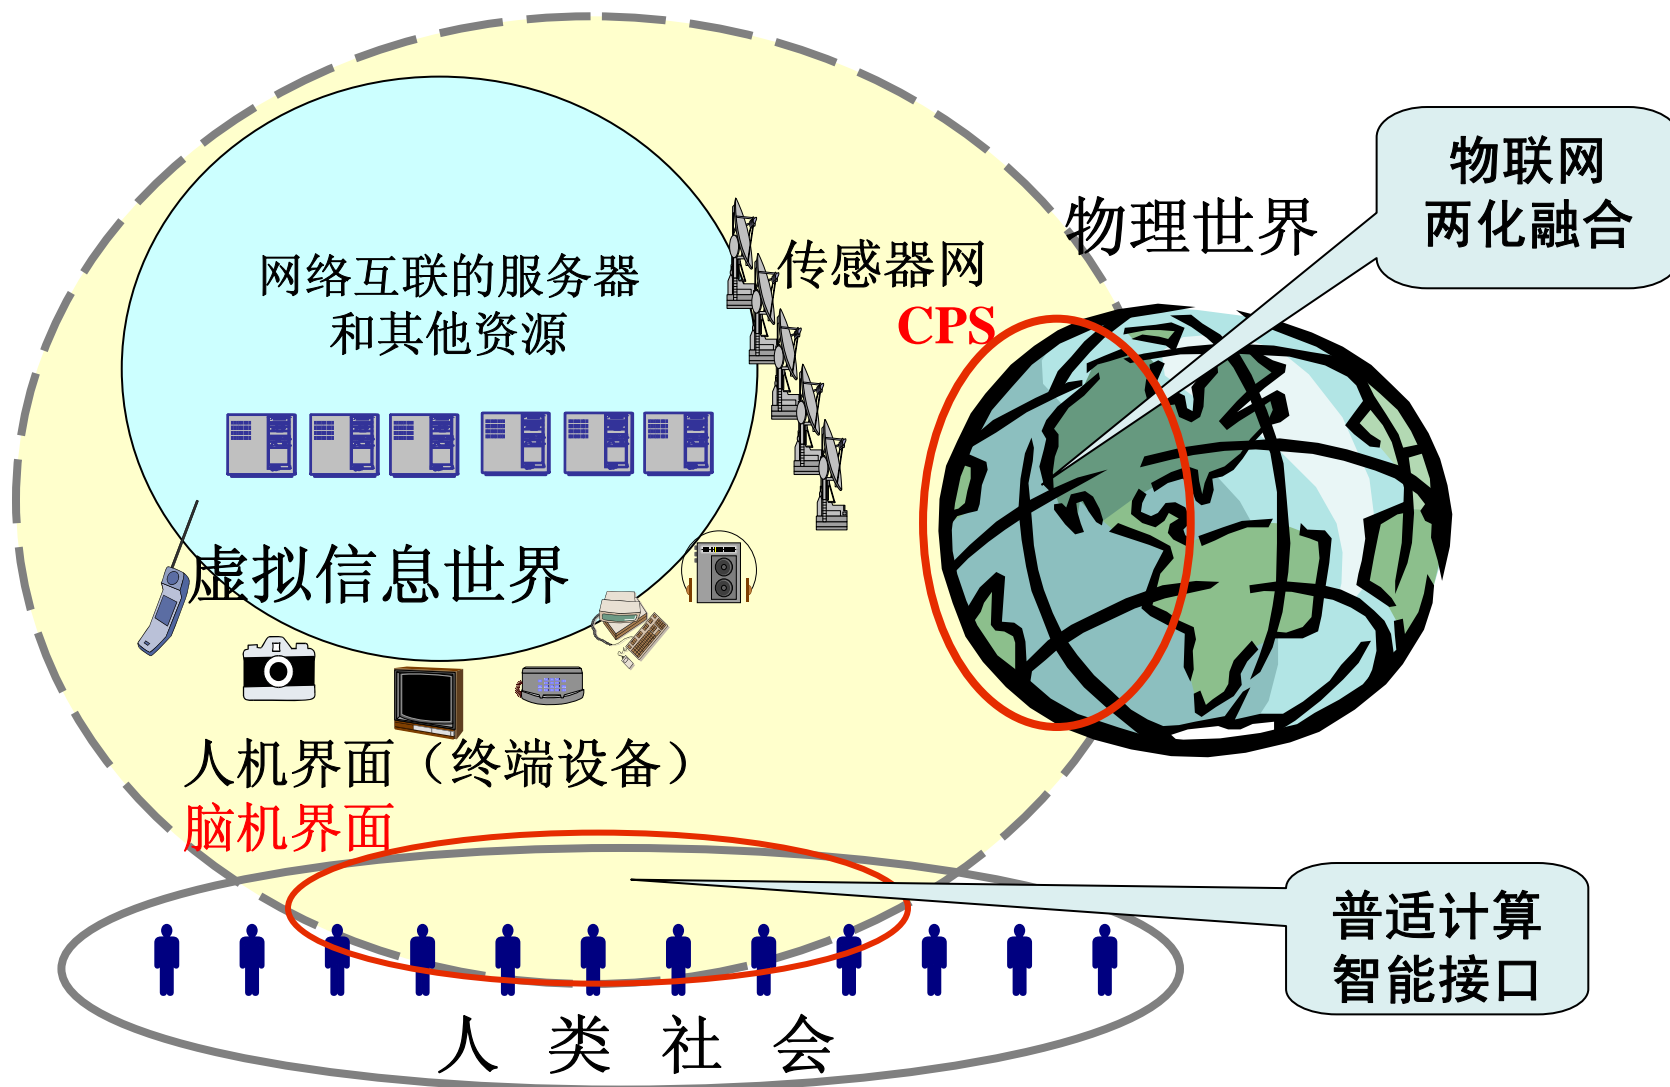 物联网
两化融合
物理世界
传感器网
CPS
网络互联的服务器
和其他资源
虚拟信息世界
人机界面（终端设备）
脑机界面
普适计算
智能接口
人类社会